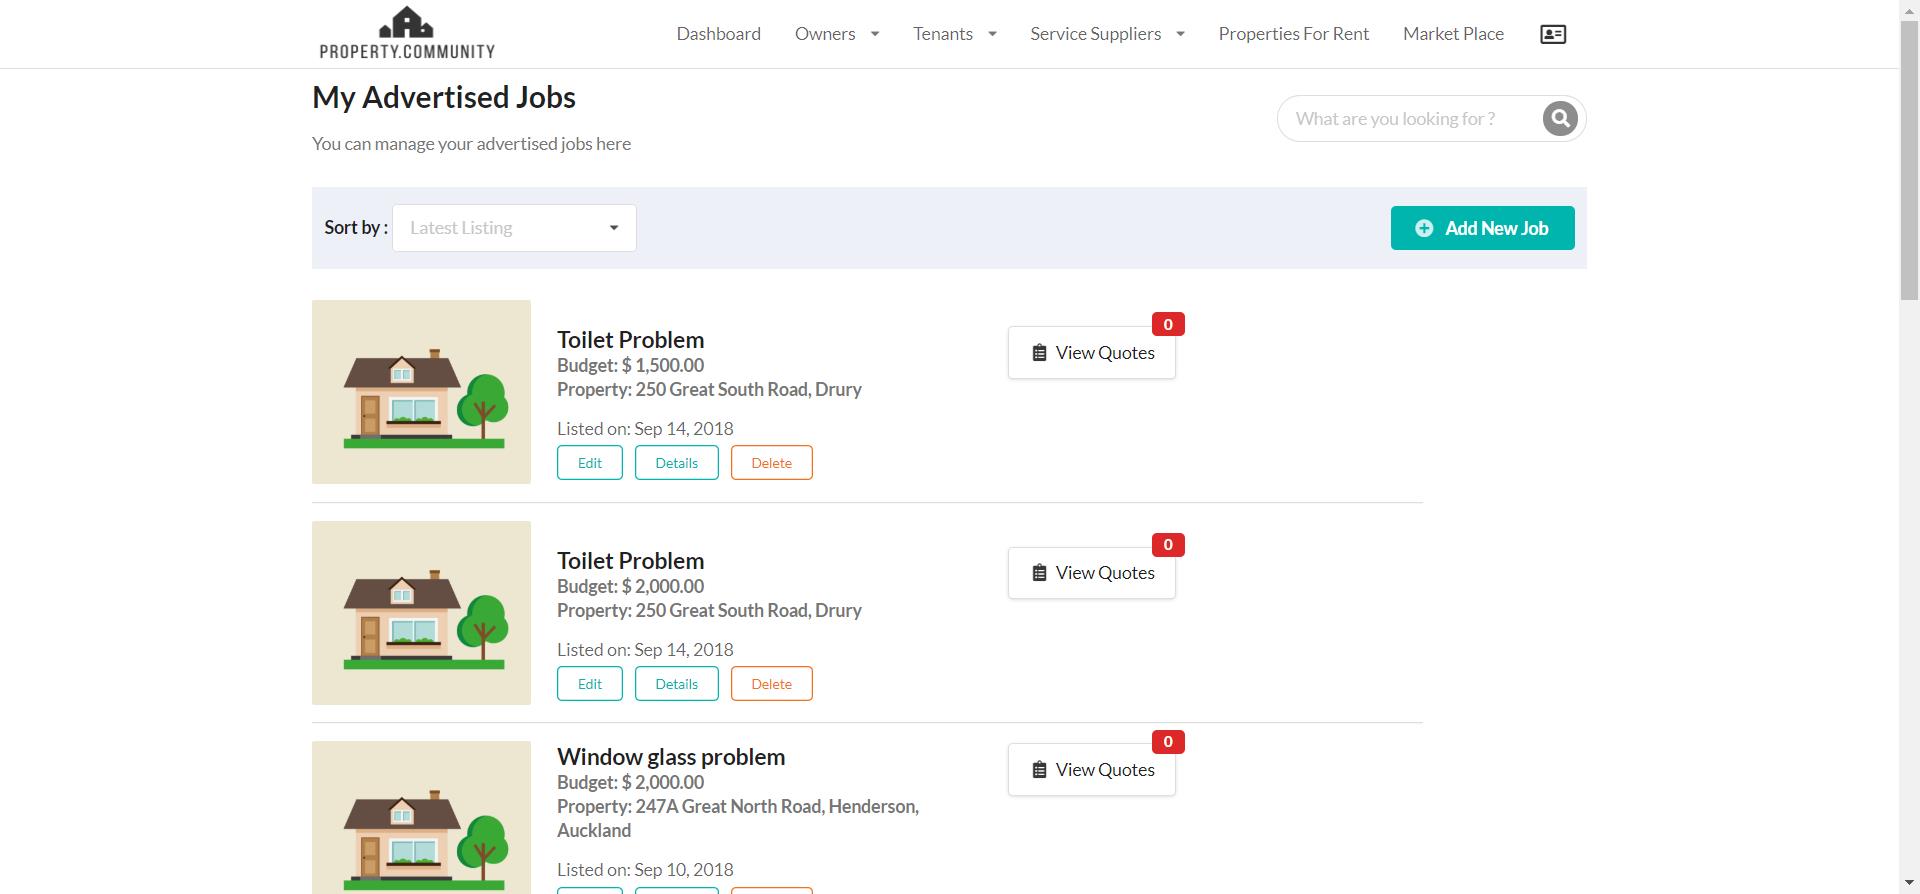 PROPERTY.COMMUNITY
Dashboard
Owners
Tenants
Service Suppliers
Properties For Rent
Market Place
My Advertised Jobs
What are you looking for ?
You can manage your advertised jobs here
Sort by :
Latest Listing
Add New Job
Toilet Problem
Budget: $ 1,500.00
Property: 250 Great South Road, Drury
Listed on: Sep 14, 2018
Edit
Details
Delete
0
View Quotes
Toilet Problem
Budget: $ 2,000.00
Property: 250 Great South Road, Drury
Listed on: Sep 14, 2018
Edit
Details
Delete
0
View Quotes
Window glass problem
Budget: $ 2,000.00
Property: 247A Great North Road, Henderson,
Auckland
Listed on: Sep 10, 2018
0
View Quotes